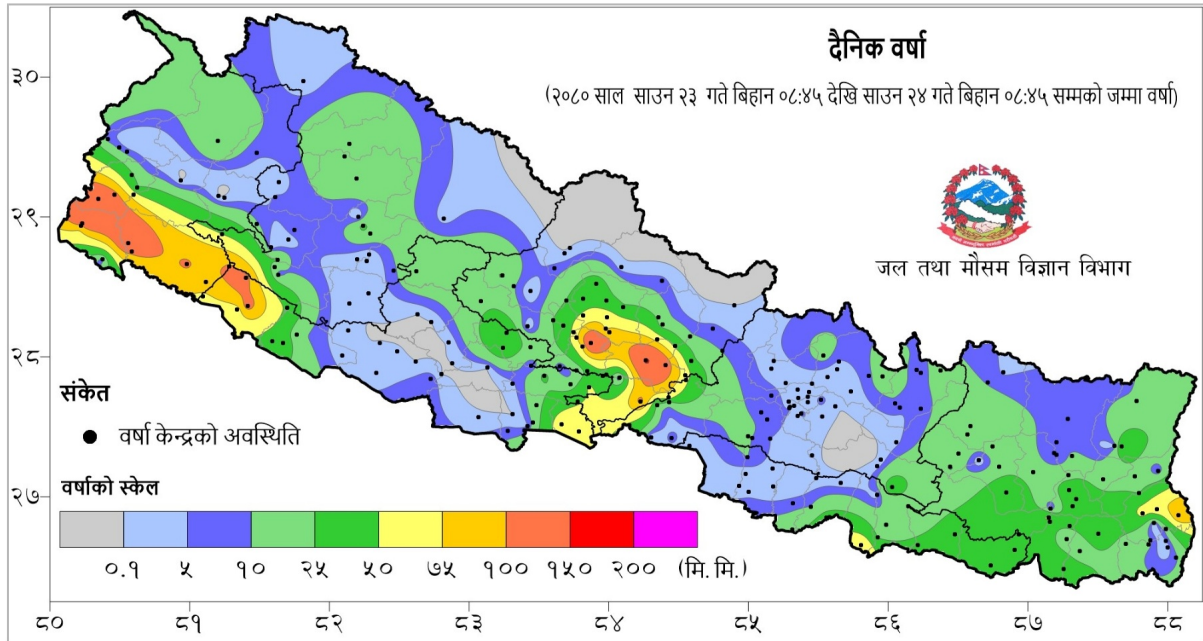 दैनिक वर्षा
(२०८० साल साउन २३ गते बिहान ०८:४५ देखि साउन २४ गते बिहान ०८:४५ सम्मको जम्मा वर्षा)
जल तथा मौसम विज्ञान विभाग
३०
२९
२८
२७
संकेत
वर्षा केन्द्रको अवस्थिति
वर्षाको स्केल
०.१ ५ १० २५ ५० ७५ १०० १५० २०० (मि.मि.)
८० ८१ ८२ ८३ ८४ ८५ ८६ ८७ ८८